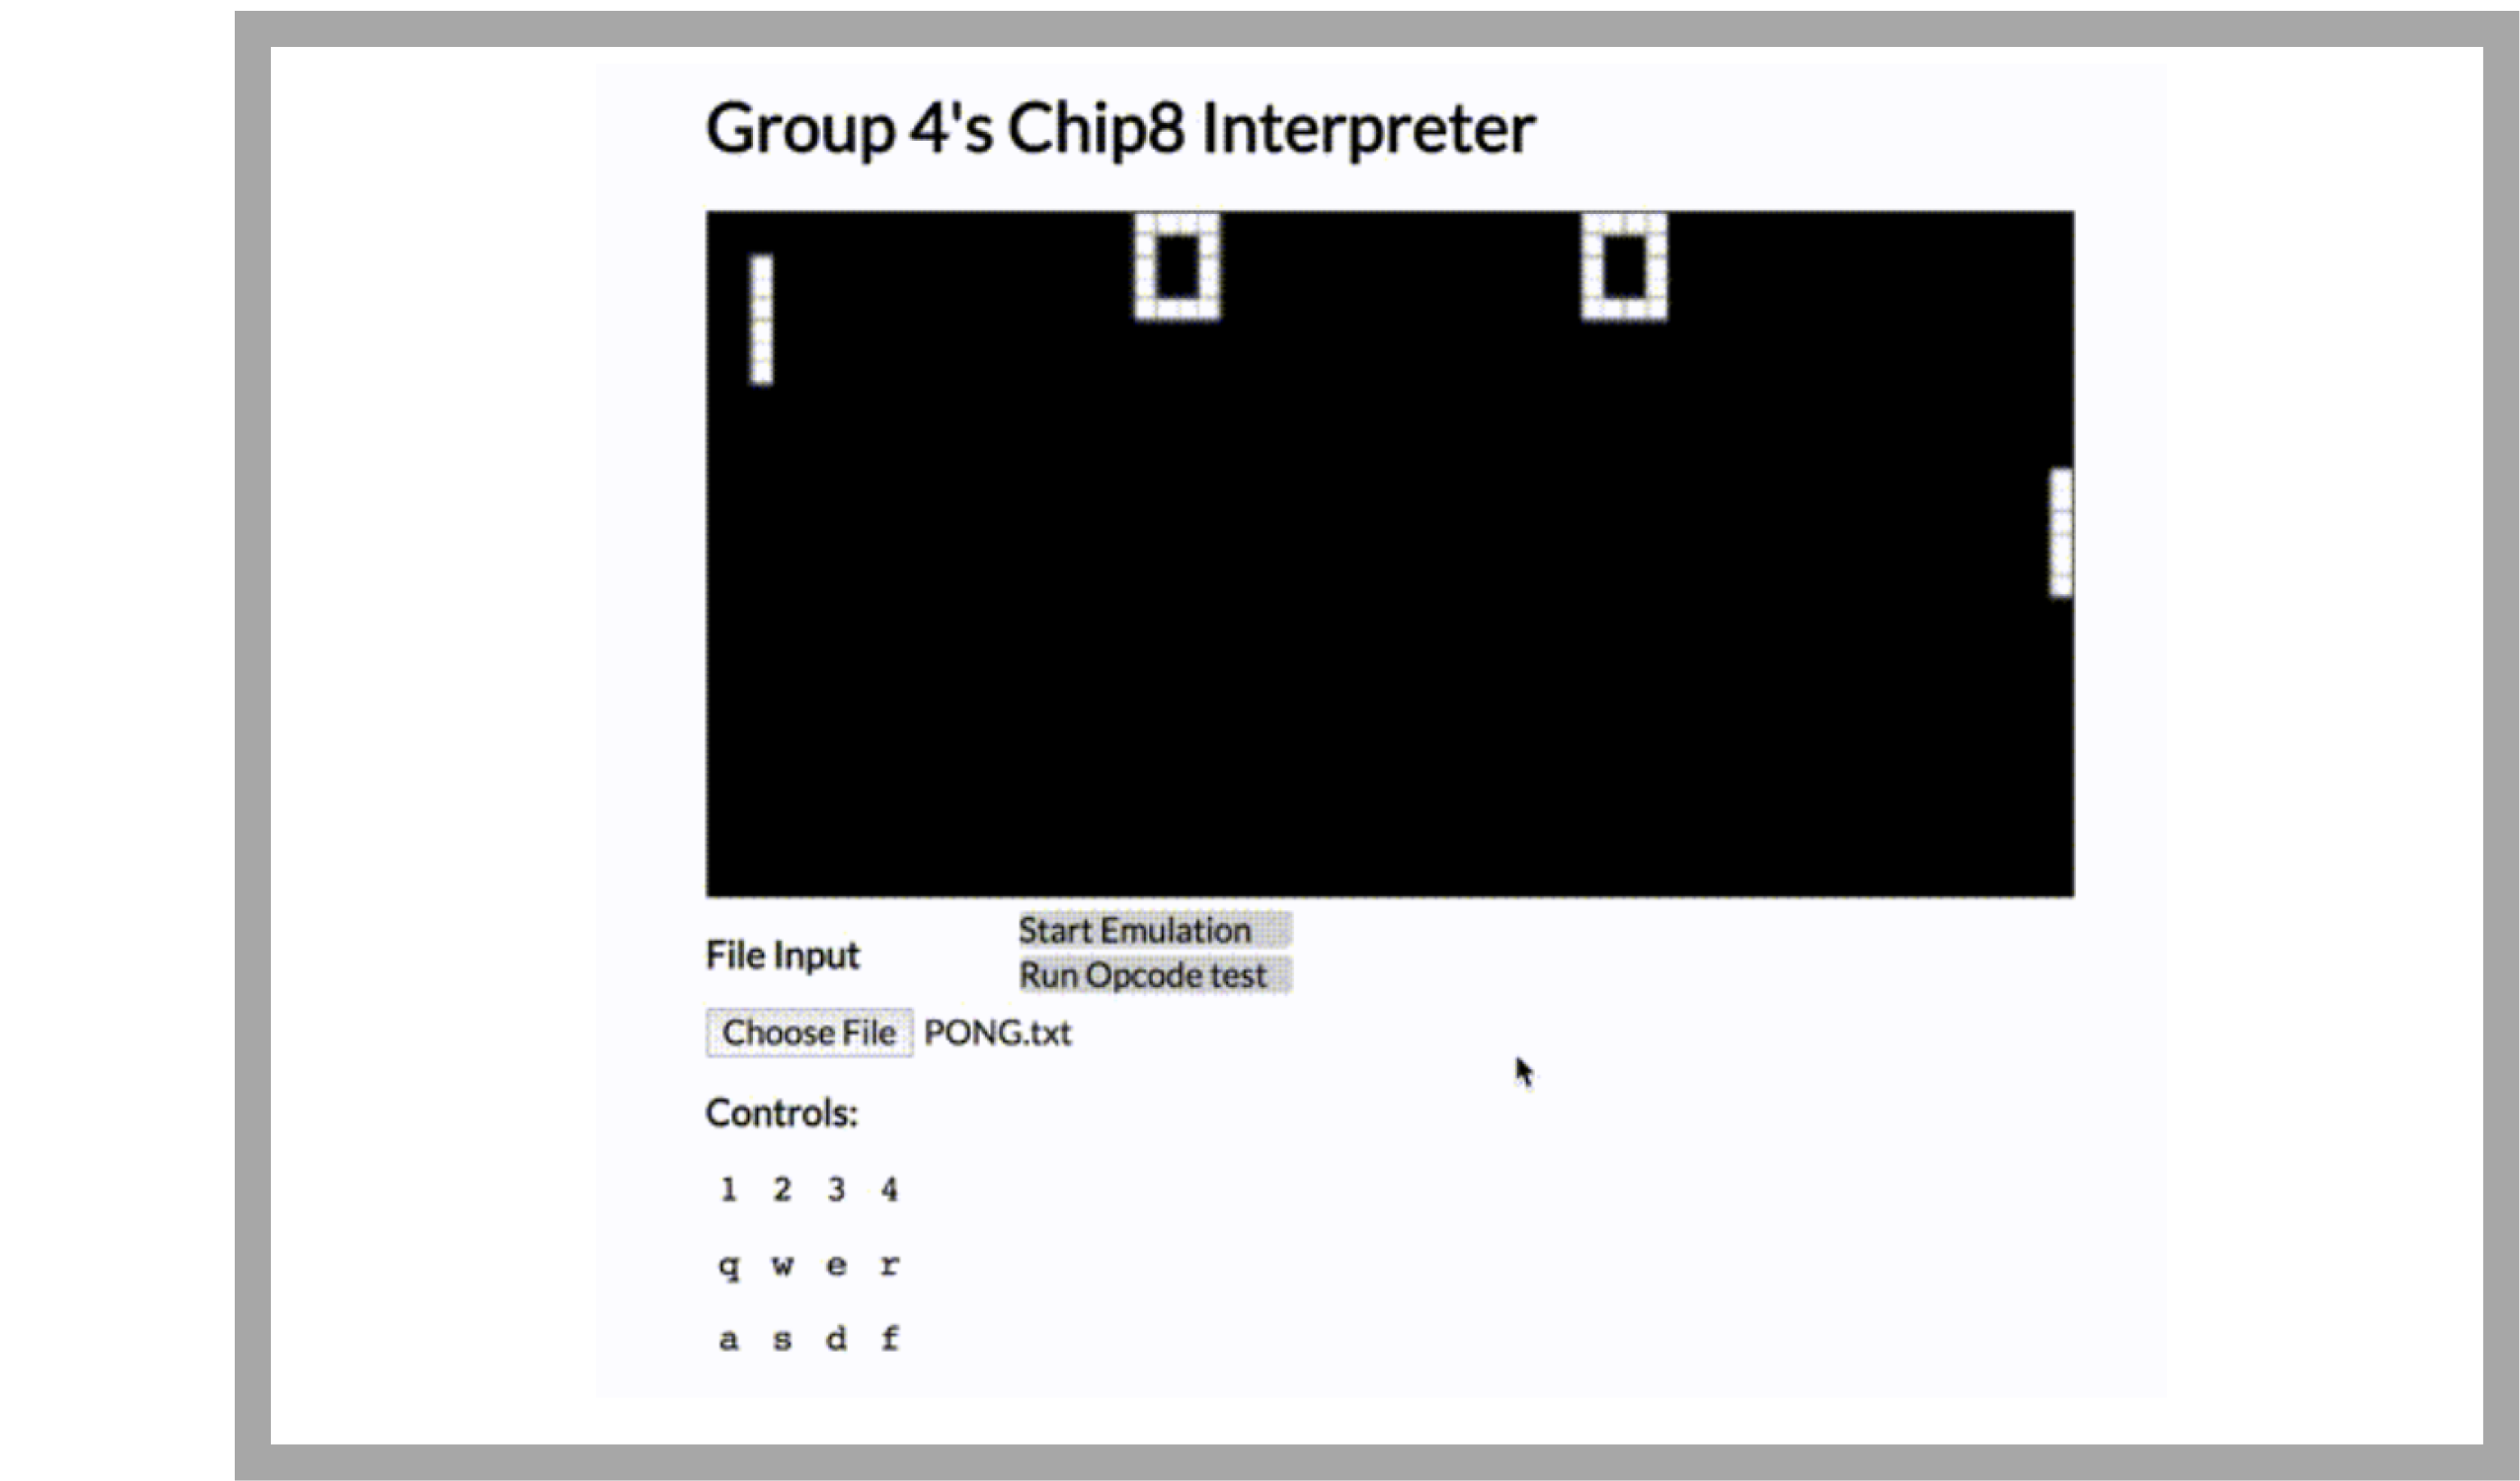 Group 4's Chip8 Interpreter
0 0
Start Emulation
File Input
Run Opcode test
Choose File PONG.txt
Controls:
1 2 3 4
q w e r
a s d f